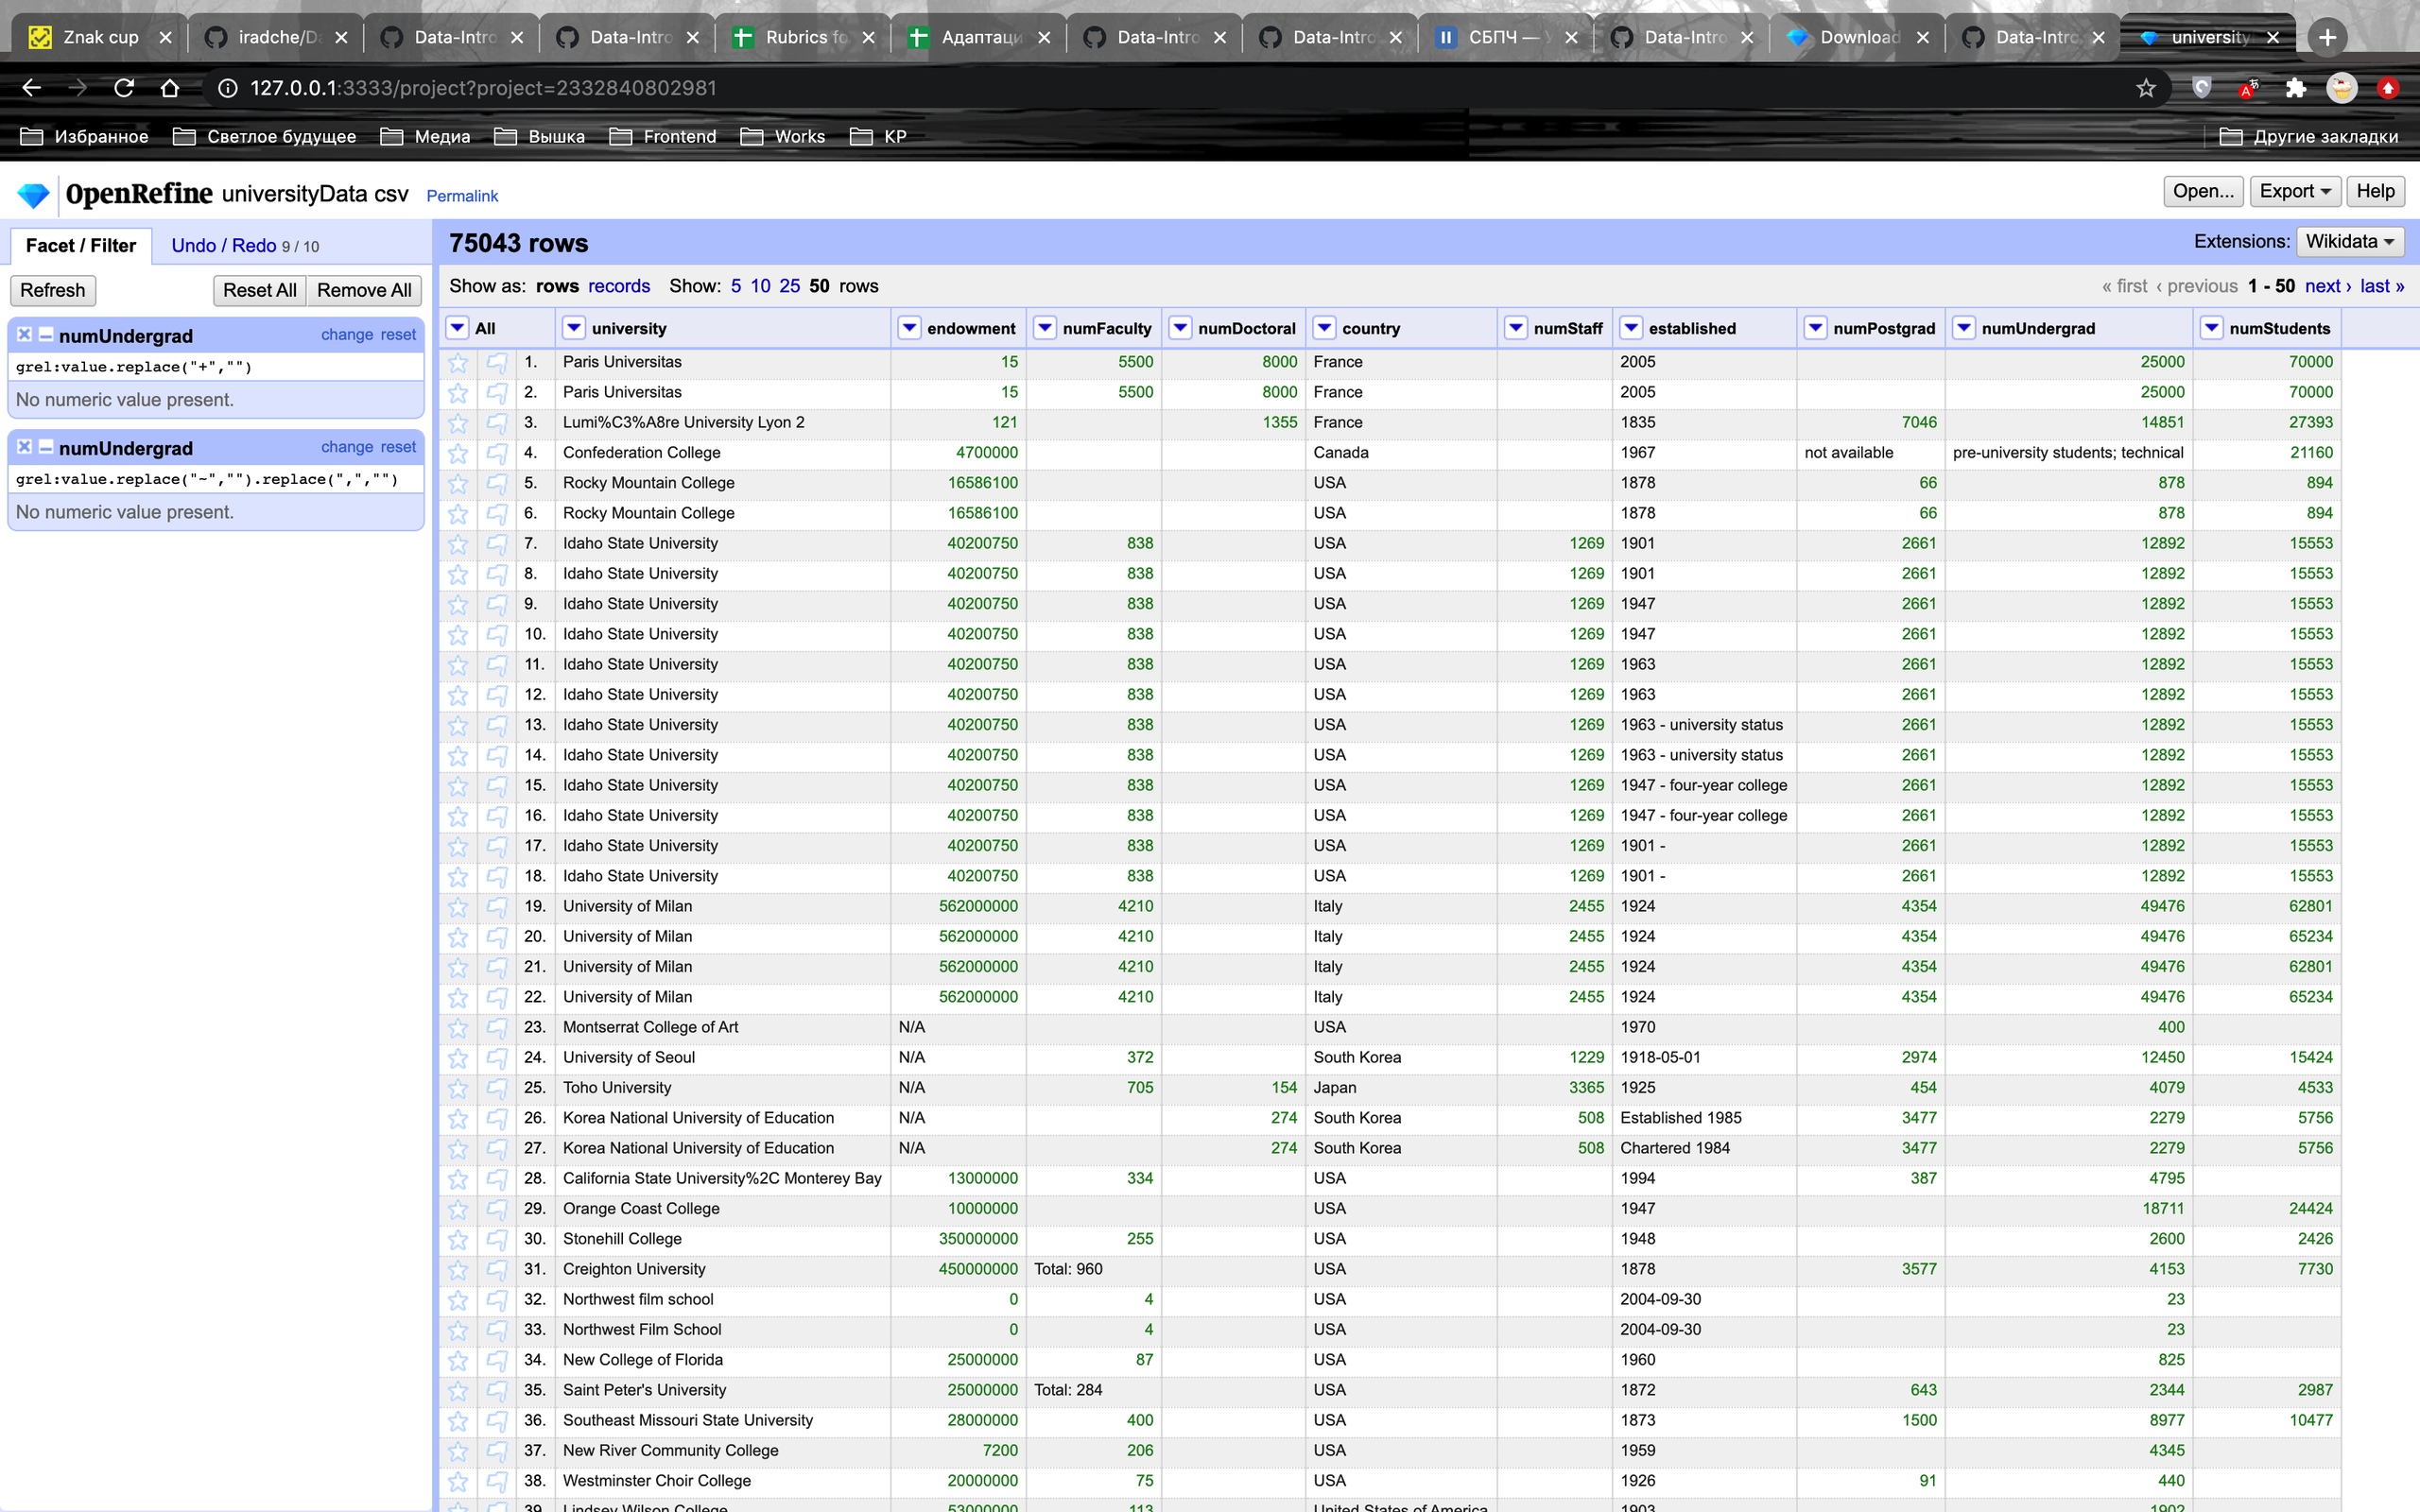 Znak cup
iradche/Da
Data-Intro
Data-Intro
Rubrics fo
Адаптаци
Data-Intro
Data-Intro
СБПЧ —
Data-Intro
Download
Data-Intro
university
127.0.0.1:3333/project?project=2332840802981
Избранное Светлое будущее Медиа Вышка Frontend Works КР Другие закладки
OpenRefine universityData csv Permalink Open... Export Help
Facet / Filter Undo / Redo 9 / 10
75043 rows Extensions: Wikidata
Refresh Reset All Remove All
Show as: rows records Show: 5 10 25 50 rows « first ‹ previous 1 - 50 next › last »
numUndergrad change reset
grel:value.replace("+","")
No numeric value present.
numUndergrad change reset
grel:value.replace("~","").replace(",","")
No numeric value present.
All university endowment numFaculty numDoctoral country numStaff established numPostgrad numUndergrad numStudents
1. Paris Universitas 15 5500 8000 France 2005 25000 70000
2. Paris Universitas 15 5500 8000 France 2005 25000 70000
3. Lumi%C3%A8re University Lyon 2 121 1355 France 1835 7046 14851 27393
4. Confederation College 4700000 Canada 1967 not available pre-university students; technical 21160
5. Rocky Mountain College 16586100 USA 1878 66 878 894
6. Rocky Mountain College 16586100 USA 1878 66 878 894
7. Idaho State University 40200750 838 USA 1269 1901 2661 12892 15553
8. Idaho State University 40200750 838 USA 1269 1901 2661 12892 15553
9. Idaho State University 40200750 838 USA 1269 1947 2661 12892 15553
10. Idaho State University 40200750 838 USA 1269 1947 2661 12892 15553
11. Idaho State University 40200750 838 USA 1269 1963 2661 12892 15553
12. Idaho State University 40200750 838 USA 1269 1963 2661 12892 15553
13. Idaho State University 40200750 838 USA 1269 1963 - university status 2661 12892 15553
14. Idaho State University 40200750 838 USA 1269 1963 - university status 2661 12892 15553
15. Idaho State University 40200750 838 USA 1269 1947 - four-year college 2661 12892 15553
16. Idaho State University 40200750 838 USA 1269 1947 - four-year college 2661 12892 15553
17. Idaho State University 40200750 838 USA 1269 1901 - 2661 12892 15553
18. Idaho State University 40200750 838 USA 1269 1901 - 2661 12892 15553
19. University of Milan 562000000 4210 Italy 2455 1924 4354 49476 62801
20. University of Milan 562000000 4210 Italy 2455 1924 4354 49476 65234
21. University of Milan 562000000 4210 Italy 2455 1924 4354 49476 62801
22. University of Milan 562000000 4210 Italy 2455 1924 4354 49476 65234
23. Montserrat College of Art N/A USA 1970 400
24. University of Seoul N/A 372 South Korea 1229 1918-05-01 2974 12450 15424
25. Toho University N/A 705 154 Japan 3365 1925 454 4079 4533
26. Korea National University of Education N/A 274 South Korea 508 Established 1985 3477 2279 5756
27. Korea National University of Education N/A 274 South Korea 508 Chartered 1984 3477 2279 5756
28. California State University%2C Monterey Bay 13000000 334 USA 1994 387 4795
29. Orange Coast College 10000000 USA 1947 18711 24424
30. Stonehill College 350000000 255 USA 1948 2600 2426
31. Creighton University 450000000 Total: 960 USA 1878 3577 4153 7730
32. Northwest film school 0 4 USA 2004-09-30 23
33. Northwest Film School 0 4 USA 2004-09-30 23
34. New College of Florida 25000000 87 USA 1960 825
35. Saint Peter's University 25000000 Total: 284 USA 1872 643 2344 2987
36. Southeast Missouri State University 28000000 400 USA 1873 1500 8977 10477
37. New River Community College 7200 206 USA 1959 4345
38. Westminster Choir College 20000000 75 USA 1926 91 440
39. Lindsey Wilson College 53000000 113 United States of America 1903 1902